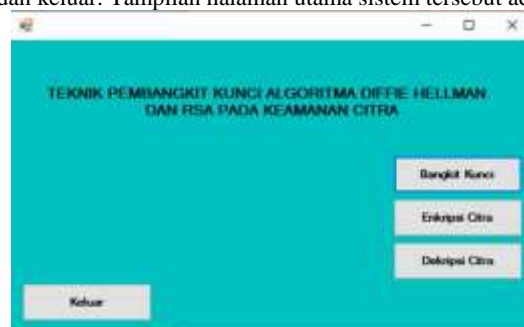 dan keluar. Tampilan halaman utama sistem tersebut
TEKNIK PEMBANGKIT KUNCI ALGORITMA DIFFIE HELLMAN
DAN RSA PADA KEAMANAN CITRA
Bangkit Kunci
Enkripsi Citra
Dekripsi Citra
Keluar